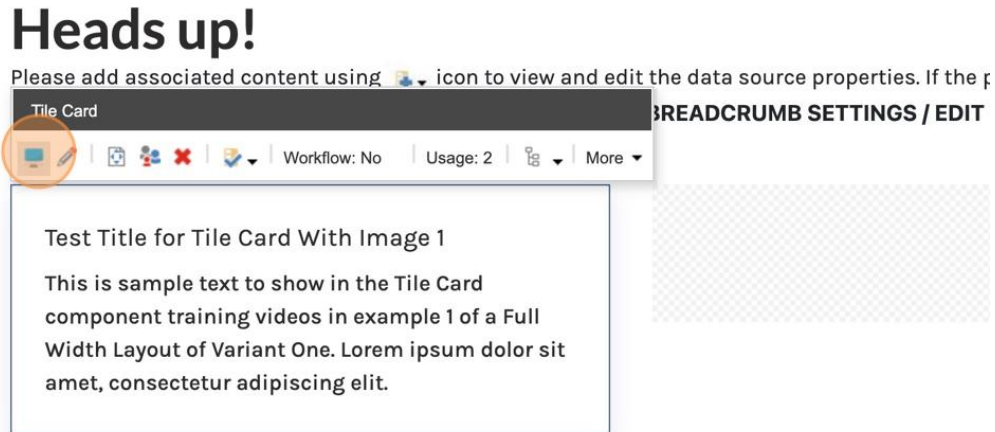 Heads up!
Please add associated content using icon to view and edit the data source properties. If the
Tile Card
BREADCRUMB SETTINGS / EDIT
Workflow: No Usage: 2 More
Test Title for Tile Card With Image 1
This is sample text to show in the Tile Card
component training videos in example 1 of a Full
Width Layout of Variant One. Lorem ipsum dolor sit
amet, consectetur adipiscing elit.